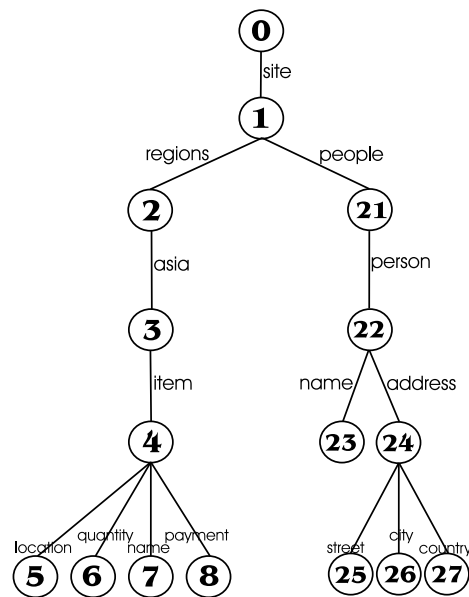 0
site
1
regions people
2 21
asia person
3 22
item name address
4 23 24
location quantity name payment street city country
5 6 7 8 25 26 27